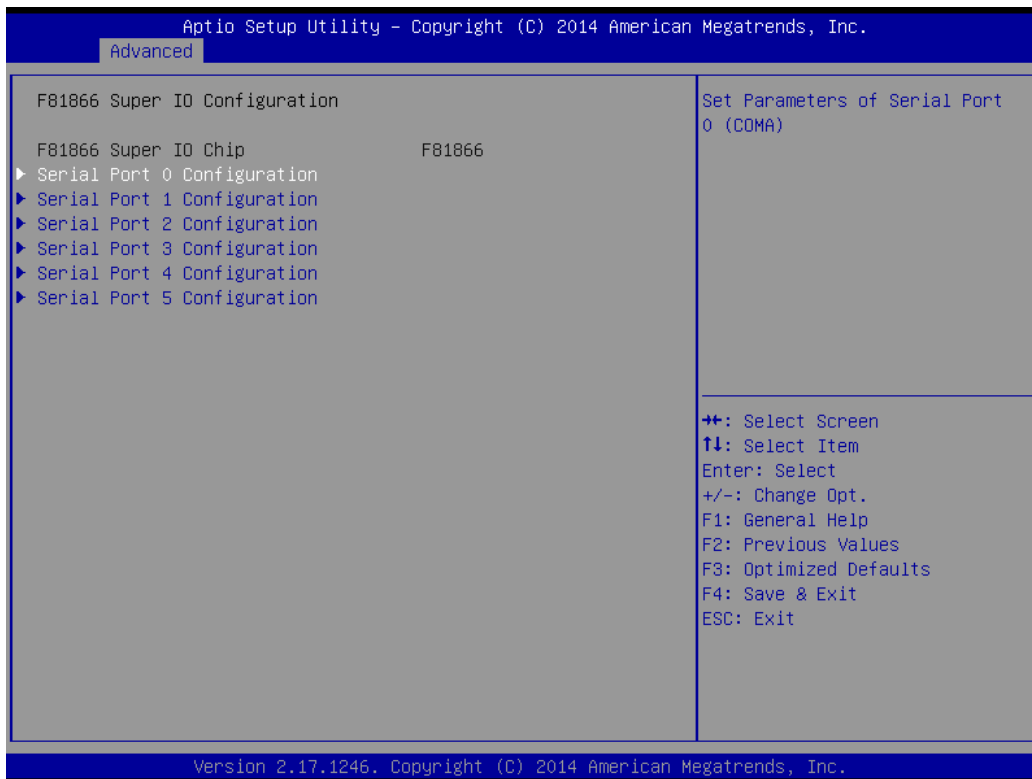 Aptio Setup Utility – Copyright (C) 2014 American Megatrends, Inc.
Advanced
F81866 Super IO Configuration
F81866 Super IO Chip F81866
▶ Serial Port 0 Configuration
▶ Serial Port 1 Configuration
▶ Serial Port 2 Configuration
▶ Serial Port 3 Configuration
▶ Serial Port 4 Configuration
▶ Serial Port 5 Configuration
Set Parameters of Serial Port
0 (COMA)
→←: Select Screen
↑↓: Select Item
Enter: Select
+/-: Change Opt.
F1: General Help
F2: Previous Values
F3: Optimized Defaults
F4: Save & Exit
ESC: Exit
Version 2.17.1246. Copyright (C) 2014 American Megatrends, Inc.